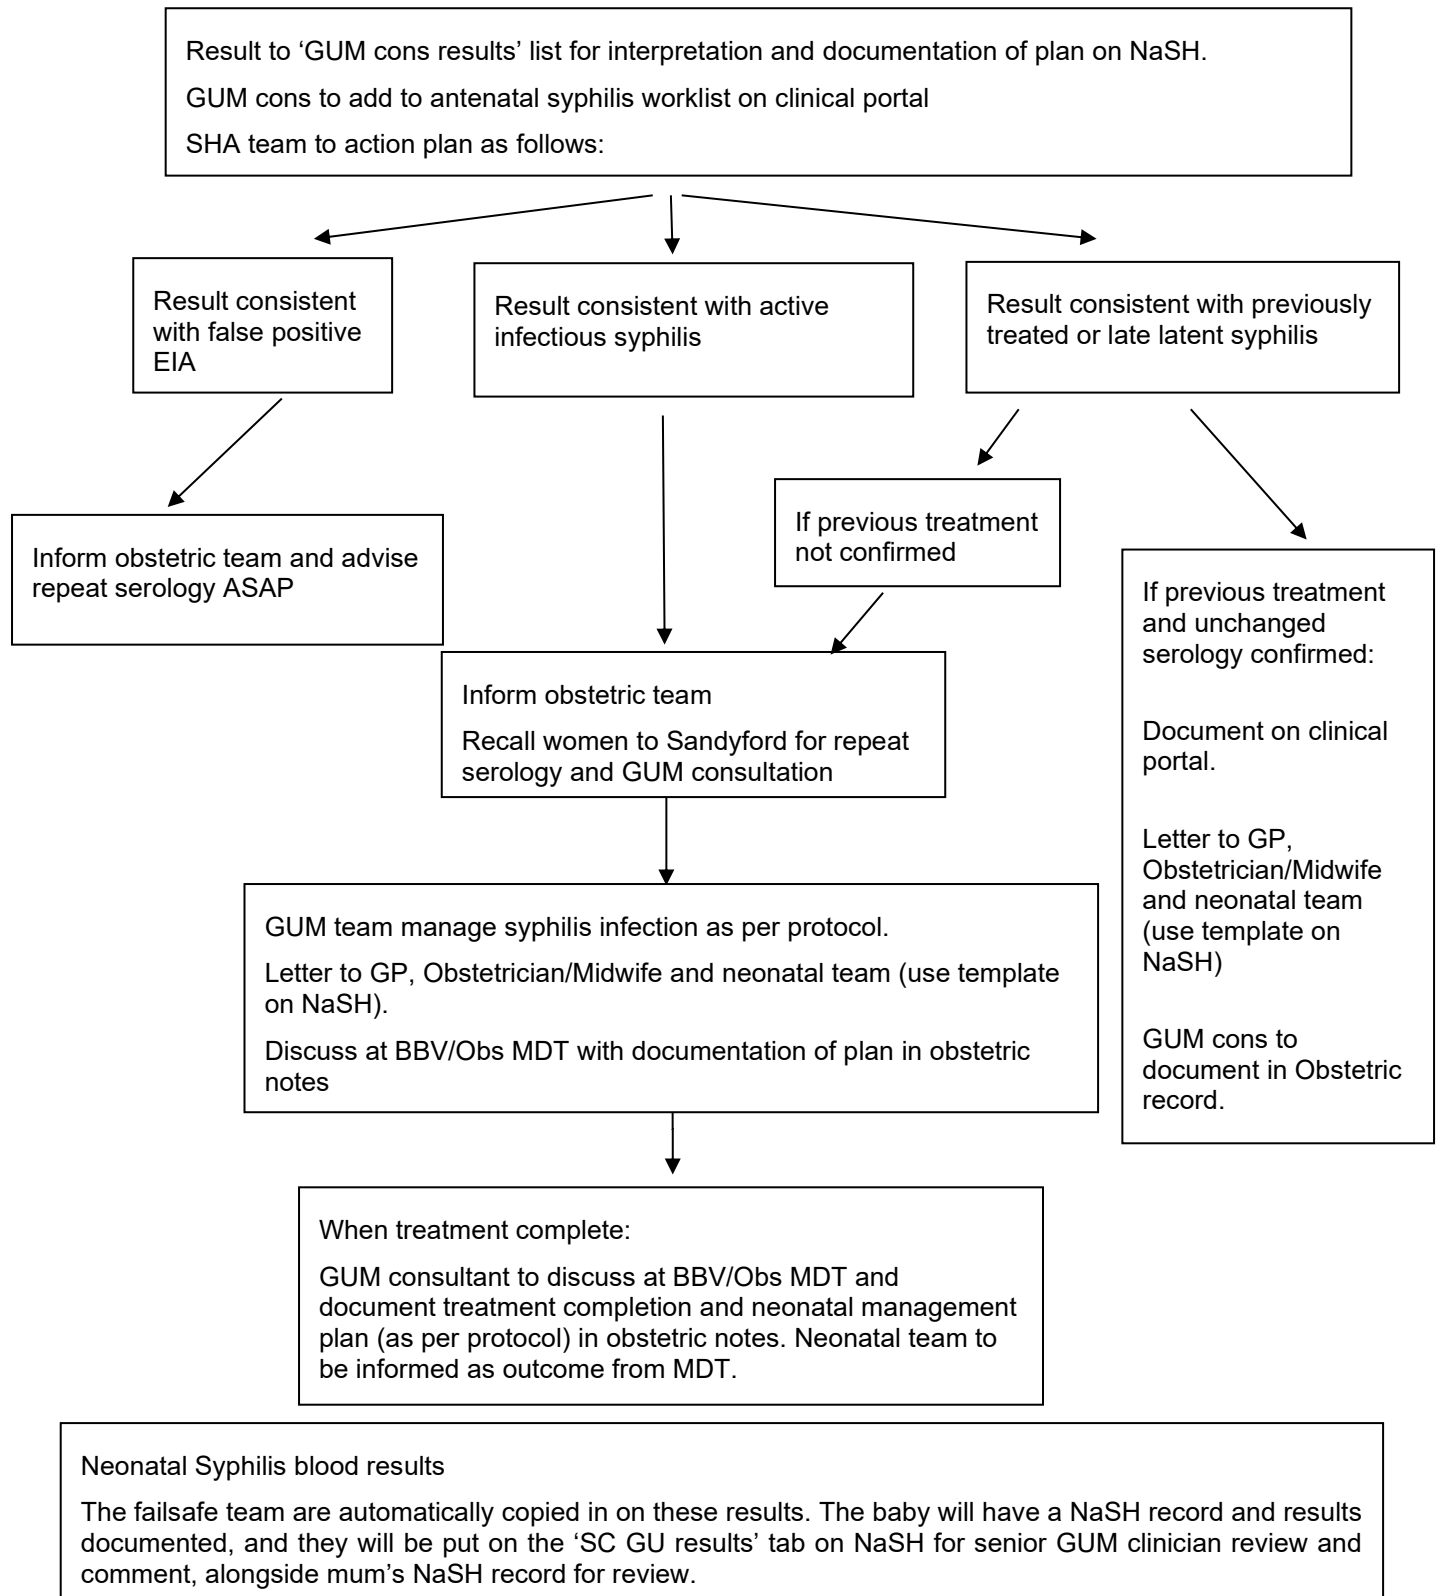 Result to ‘GUM cons results’ list for interpretation and documentation of plan on NaSH.
GUM cons to add to antenatal syphilis worklist on clinical portal
SHA team to action plan as follows:
Result consistent
with false positive
EIA
Result consistent with active
infectious syphilis
Result consistent with previously
treated or late latent syphilis
Inform obstetric team and advise
repeat serology ASAP
If previous treatment
not confirmed
If previous treatment
and unchanged
serology confirmed:
Document on clinical
portal.
Letter to GP,
Obstetrician/Midwife
and neonatal team
(use template on
NaSH)
GUM cons to
document in Obstetric
record.
Inform obstetric team
Recall women to Sandyford for repeat
serology and GUM consultation
GUM team manage syphilis infection as per protocol.
Letter to GP, Obstetrician/Midwife and neonatal team (use template
on NaSH).
Discuss at BBV/Obs MDT with documentation of plan in obstetric
notes
When treatment complete:
GUM consultant to discuss at BBV/Obs MDT and
document treatment completion and neonatal management
plan (as per protocol) in obstetric notes. Neonatal team to
be informed as outcome from MDT.
Neonatal Syphilis blood results
The failsafe team are automatically copied in on these results. The baby will have a NaSH record and results
documented, and they will be put on the ‘SC GU results’ tab on NaSH for senior GUM clinician review and
comment, alongside mum’s NaSH record for review.